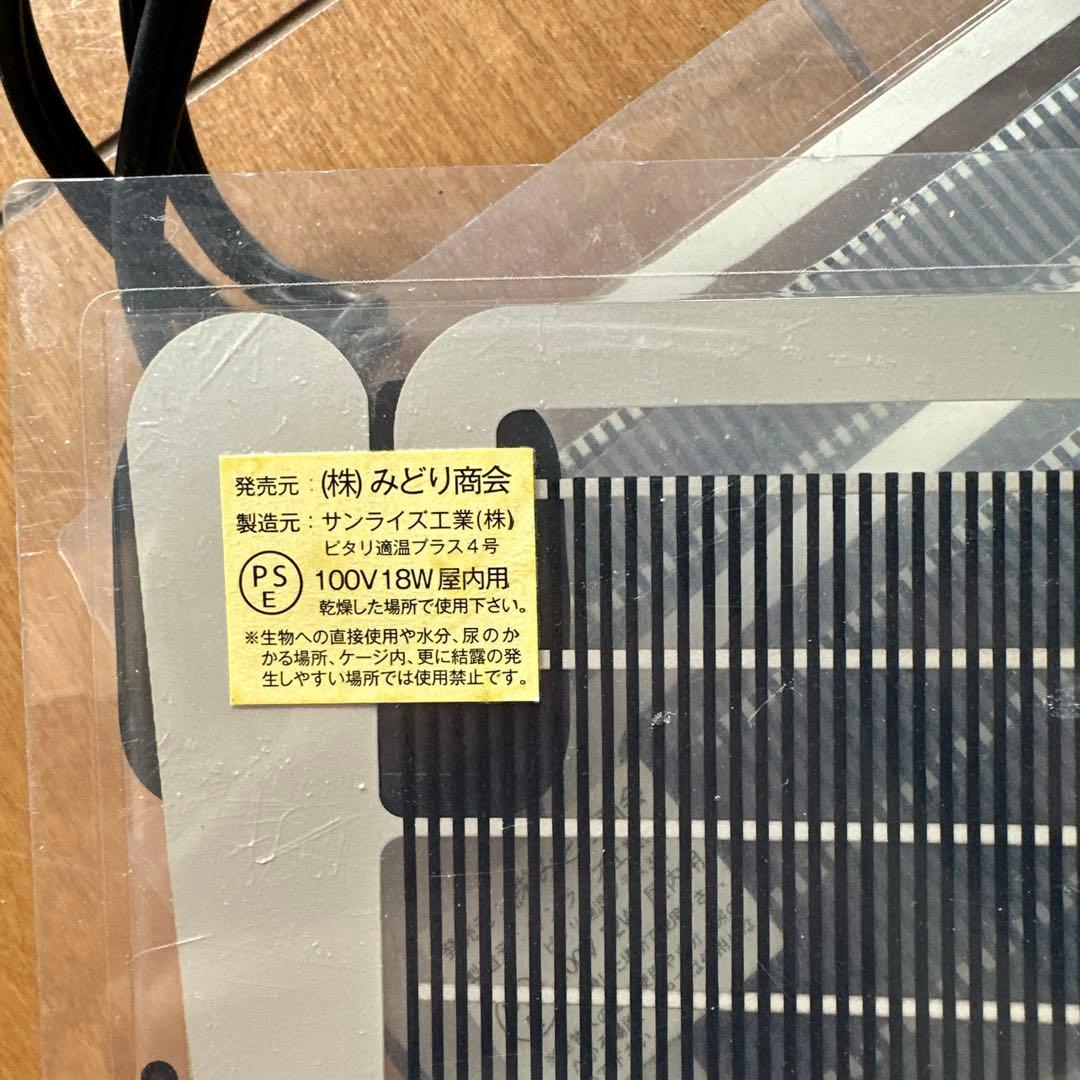 発売元：(株)みどり商会
製造元：サンライズ工業(株)
ピタリ適温プラス4号
PSE 100V18W 屋内用
乾燥した場所で使用下さい。
※生物への直接使用や水分、尿のか
かる場所、ケージ内、更に結露の発
生しやすい場所では使用禁止です。